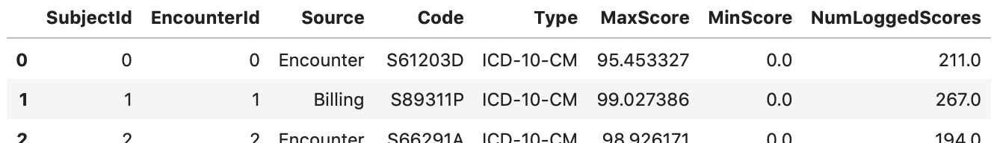 SubjectId EncounterId Source Code Type MaxScore MinScore NumLoggedScores
0 0 0 Encounter S61203D ICD-10-CM 95.453327 0.0 211.0
1 1 1 Billing S89311P ICD-10-CM 99.027386 0.0 267.0
2 2 2 Encounter S66291A ICD-10-CM 98.926171 0.0 194.0